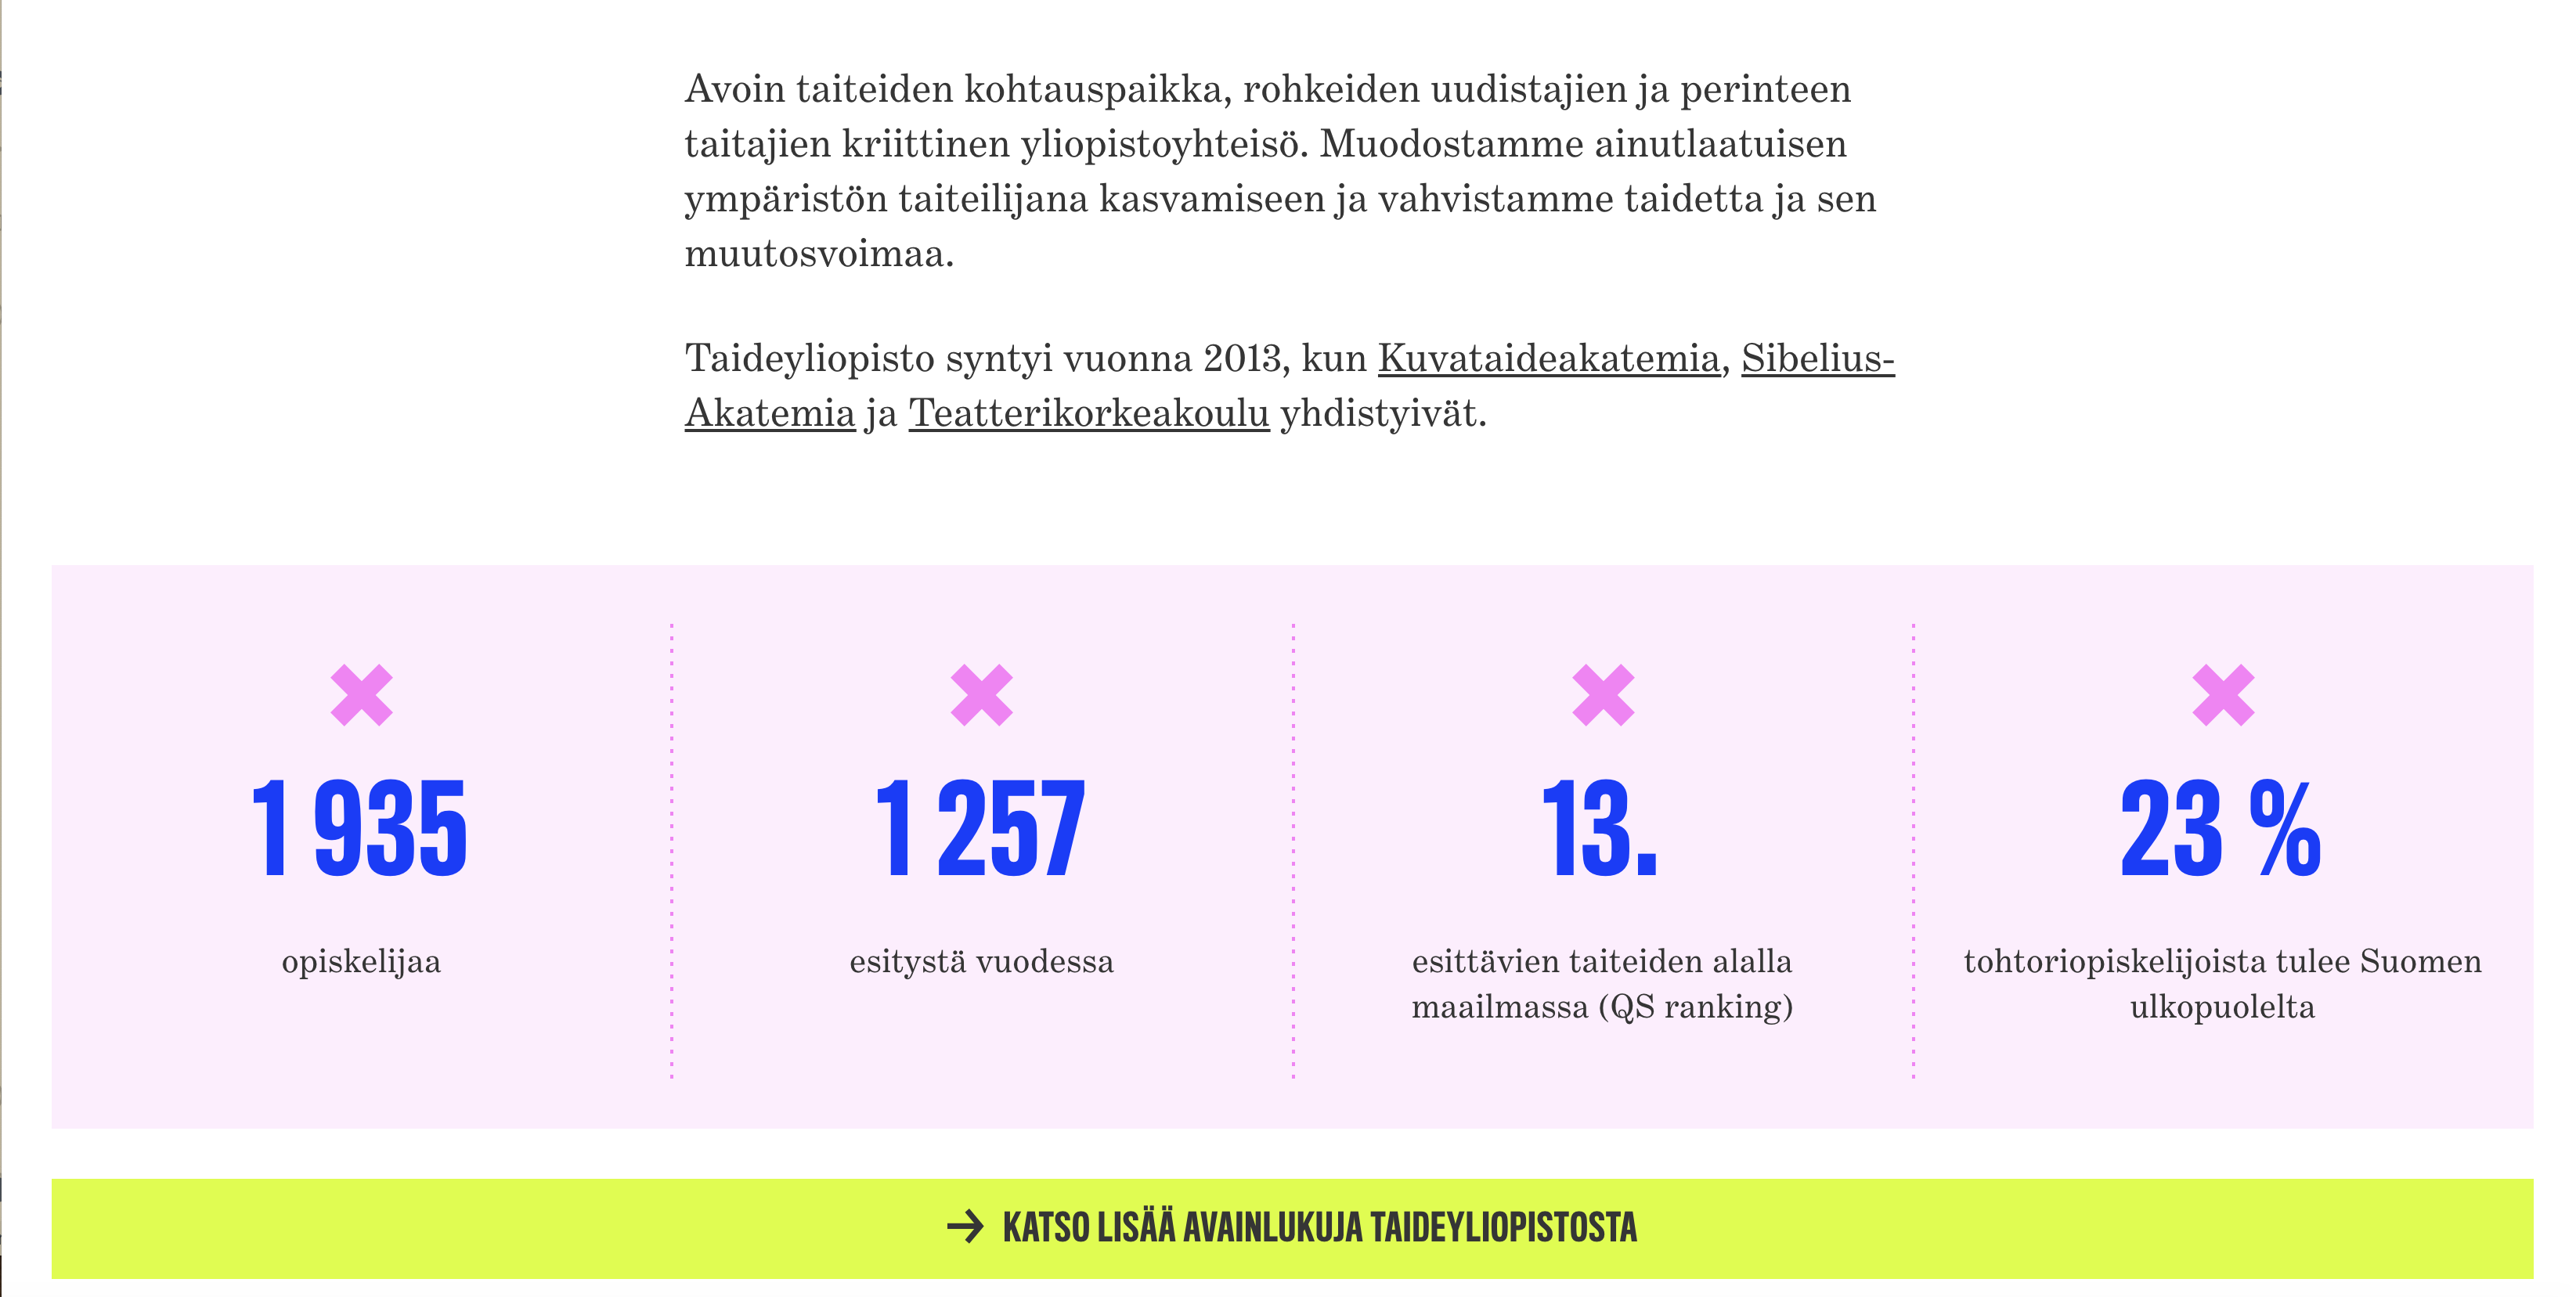 Avoin taiteiden kohtauspaikka, rohkeiden uudistajien ja perinteen
taitajien kriittinen yliopistoyhteisö. Muodostamme ainutlaatuisen
ympäristön taiteilijana kasvamiseen ja vahvistamme taidetta ja sen
muutosvoimaa.
Taideyliopisto syntyi vuonna 2013, kun Kuvataideakatemia, Sibelius-
Akatemia ja Teatterikorkeakoulu yhdistyivät.
1 935
opiskelijaa
1 257
esitystä vuodessa
13.
esittävien taiteiden alalla
maailmassa (QS ranking)
23 %
tohtoriopiskelijoista tulee Suomen
ulkopuolelta
→ KATSO LISÄÄ AVAINLUKUJA TAIDEYLIOPISTOSTA